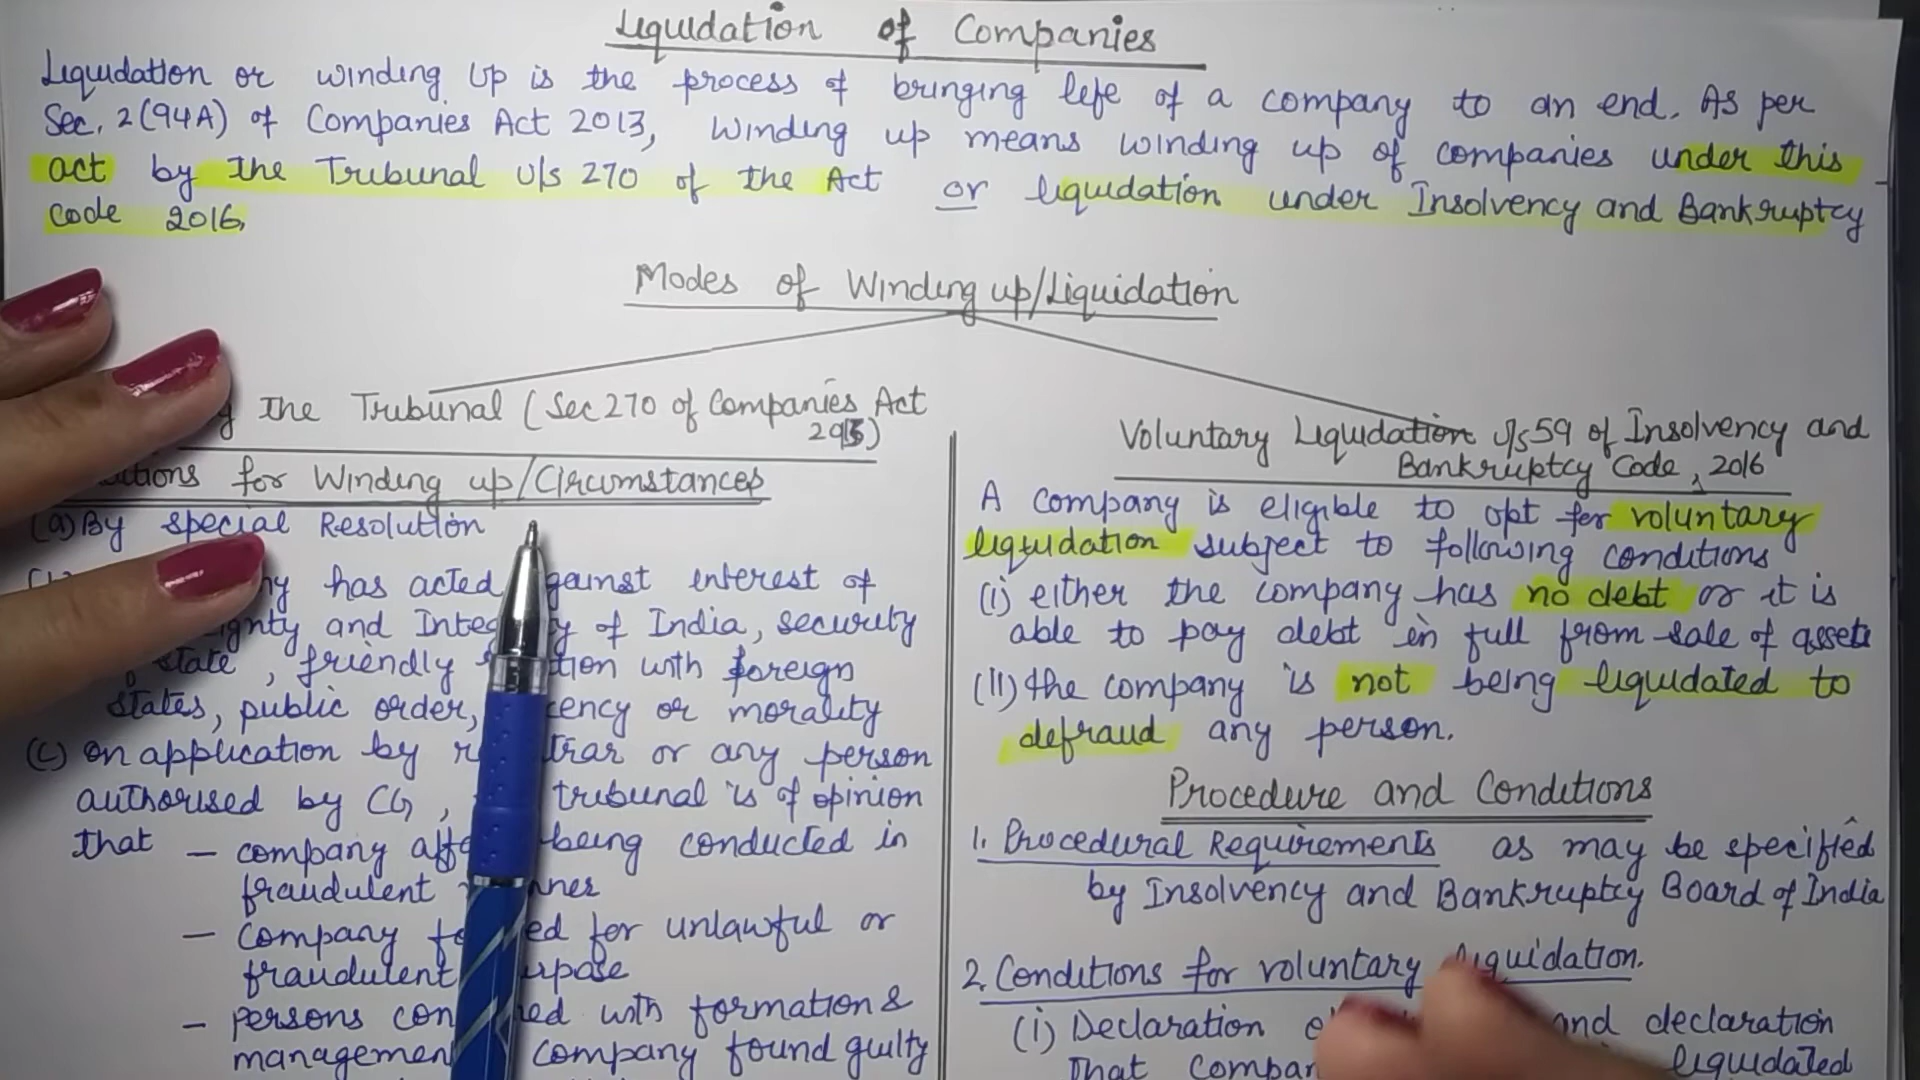 Liquidation of Companies
Liquidation or winding up is the process of bringing life of a company to an end. As per
Sec. 2(94A) of Companies Act 2013, Winding up means winding up of companies under this
act by the Tribunal u/s 270 of the Act or liquidation under Insolvency and Bankruptcy
Code 2016.
Modes of Winding up/Liquidation
the Tribunal (Sec 270 of Companies Act
for Winding up/Circumstances
(a) By special Resolution
has acted against interest of
and Integrity of India, security
state, friendly with foreign
states, public order, or morality
(c) on application by or any person
authorised by CG, tribunal is of opinion
that – company being conducted in
fraudulent
– company for unlawful or
fraudulent
– persons with formation &
management company found guilty
Voluntary Liquidation u/s 59 of Insolvency and
Bankruptcy Code, 2016
A company is eligible to opt for voluntary
liquidation subject to following conditions
(i) either the company has no debt or it is
able to pay debt in full from sale of assets
(II) the company is not being liquidated to
defraud any person.
Procedure and Conditions
1. Procedural Requirements as may be specified
by Insolvency and Bankruptcy Board of India
2. Conditions for voluntary liquidation.
(i) Declaration and declaration
that liquidated